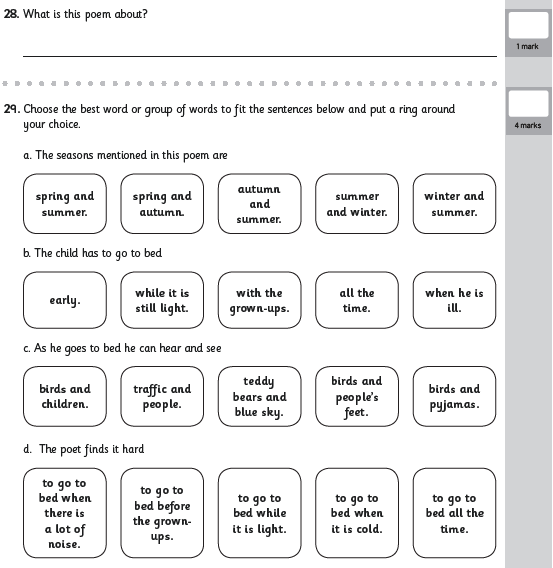 28. What is this poem about?
1 mark
29. Choose the best word or group of words to fit the sentences below and put a ring around
your choice.
4 marks
a. The seasons mentioned in this poem are
spring and
summer.
spring and
autumn.
autumn
and
summer.
summer
and winter.
winter and
summer.
b. The child has to go to bed
early.
while it is
still light.
with the
grown-ups.
all the
time.
when he is
ill.
c. As he goes to bed he can hear and see
birds and
children.
traffic and
people.
teddy
bears and
blue sky.
birds and
people's
feet.
birds and
pyjamas.
d. The poet finds it hard
to go to
bed when
there is
a lot of
noise.
to go to
bed before
the grown-
ups.
to go to
bed while
it is light.
to go to
bed when
it is cold.
to go to
bed all the
time.